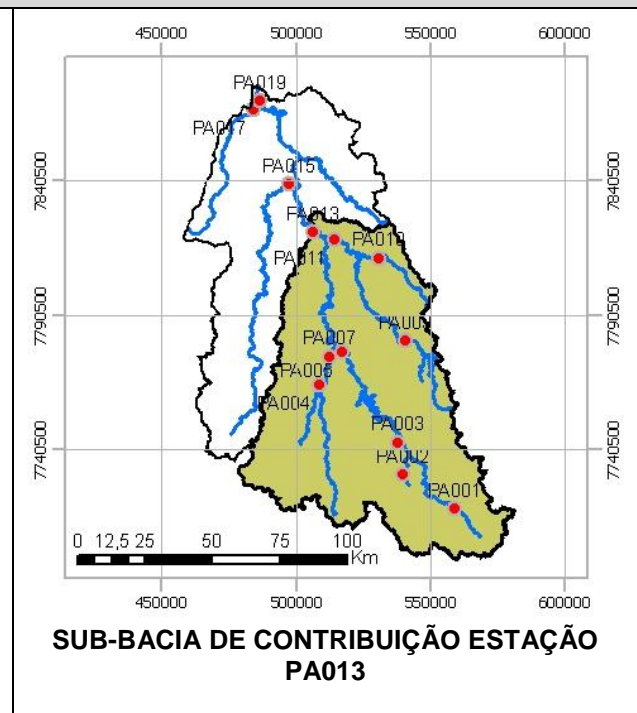 450000 500000 550000 600000
PA019
PA017
7840500 7840500
PA015
PA013
PA011 PA010
7790500 7790500
PA007
PA005
PA004
7740500 7740500
PA003
PA002
PA001
0 12,5 25 50 75 100
Km
450000 500000 550000 600000
SUB-BACIA DE CONTRIBUIÇÃO ESTAÇÃO
PA013